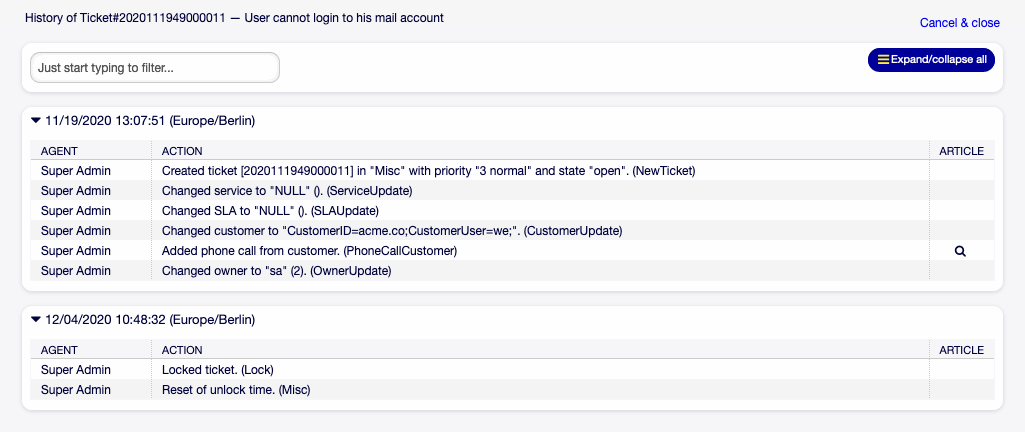 History of Ticket#2020111949000011 — User cannot login to his mail account
Cancel & close
Just start typing to filter...
Expand/collapse all
11/19/2020 13:07:51 (Europe/Berlin)
AGENT ACTION ARTICLE
Super Admin Created ticket [2020111949000011] in "Misc" with priority "3 normal" and state "open". (NewTicket)
Super Admin Changed service to "NULL" (). (ServiceUpdate)
Super Admin Changed SLA to "NULL" (). (SLAUpdate)
Super Admin Changed customer to "CustomerID=acme.co;CustomerUser=we;". (CustomerUpdate)
Super Admin Added phone call from customer. (PhoneCallCustomer)
Super Admin Changed owner to "sa" (2). (OwnerUpdate)
12/04/2020 10:48:32 (Europe/Berlin)
AGENT ACTION ARTICLE
Super Admin Locked ticket. (Lock)
Super Admin Reset of unlock time. (Misc)